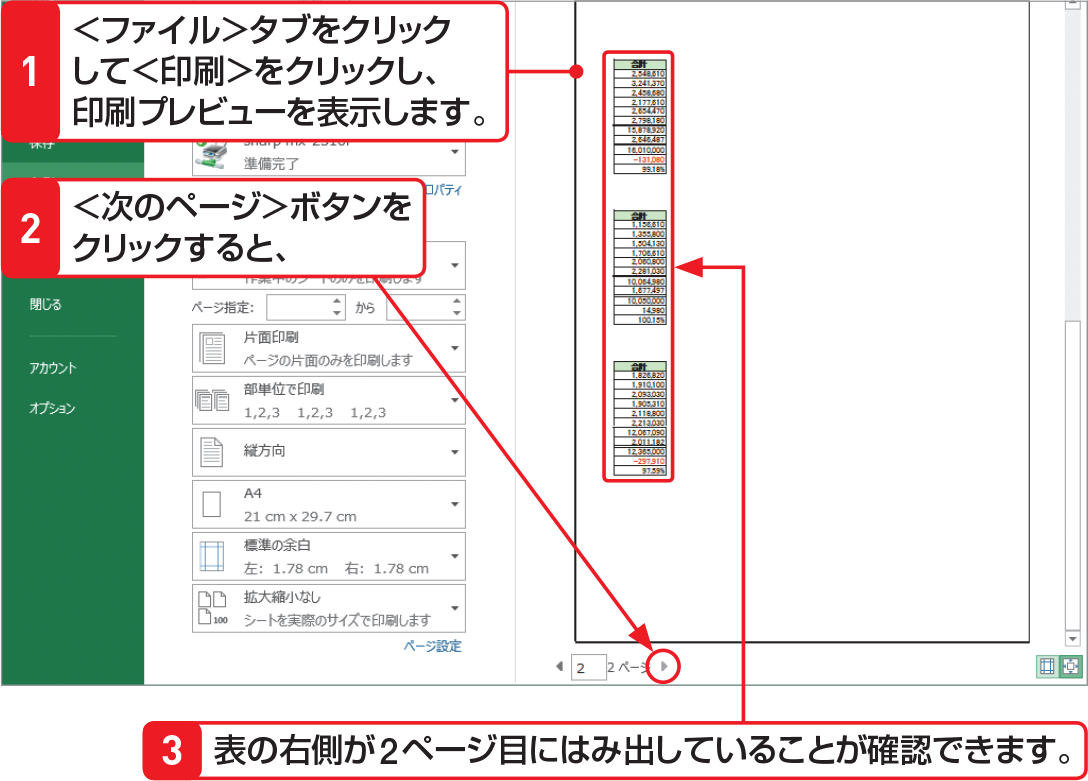 1
＜ファイル＞タブをクリック
して＜印刷＞をクリックし、
印刷プレビューを表示します。
保存
準備完了
ロパティ
2
＜次のページ＞ボタンを
クリックすると、
作業中のシートのみを印刷します
閉じる
アカウント
オプション
ページ指定: から
片面印刷
ページの片面のみを印刷します
部単位で印刷
1,2,3 1,2,3 1,2,3
縦方向
A4
21 cm x 29.7 cm
標準の余白
左: 1.78 cm 右: 1.78 cm
拡大縮小なし
100
シートを実際のサイズで印刷します
ページ設定
合計
2,548,610
3,241,370
2,458,680
2,177,610
2,654,470
2,798,180
15,878,920
2,646,487
16,010,000
-131,080
99.18%
合計
1,156,610
1,355,800
1,504,130
1,706,610
2,060,800
2,281,030
10,064,980
1,677,497
10,050,000
14,980
100.15%
合計
1,826,820
1,910,100
2,093,030
1,905,310
2,118,800
2,213,030
12,067,090
2,011,182
12,365,000
-297,910
97.59%
2 2 ページ
3
表の右側が2ページ目にはみ出していることが確認できます。